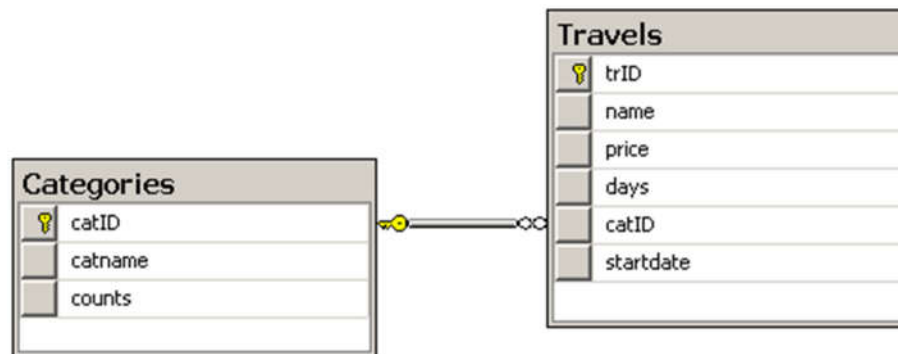 Categories
catID
catname
counts
Travels
trID
name
price
days
catID
startdate